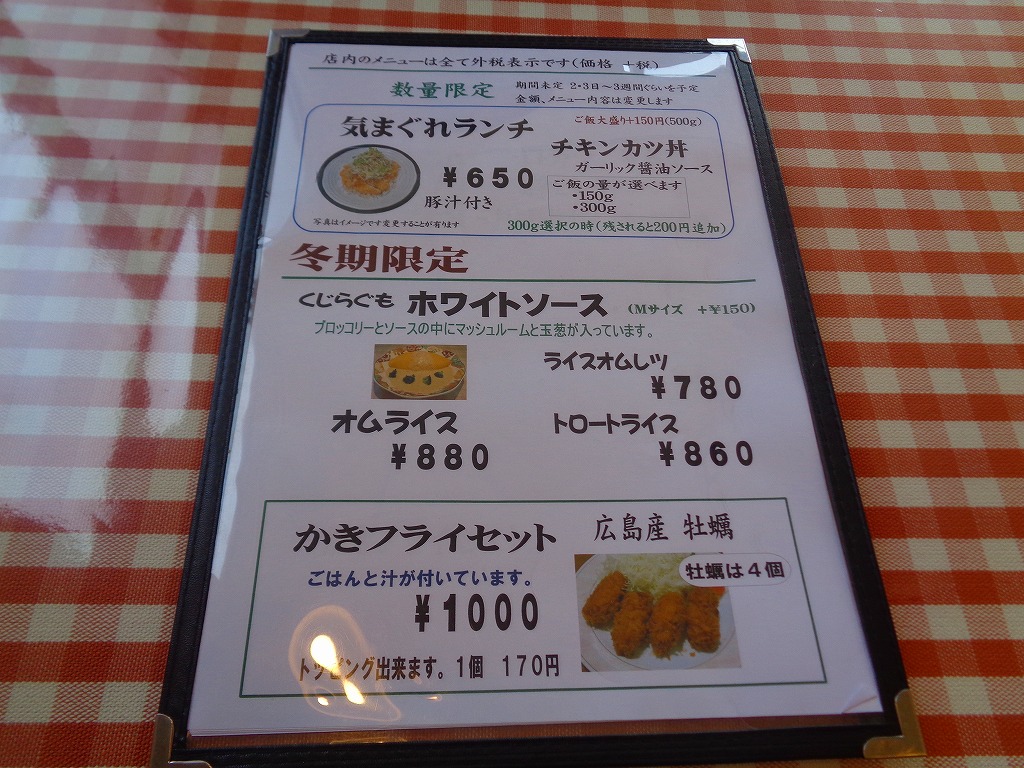 店内のメニューは全て外税表示です(価格 +税)
数量限定
期間未定 2・3日～3週間ぐらいを予定
金額、メニュー内容は変更します
気まぐれランチ
ご飯大盛り+150円(500g)
チキンカツ丼
ガーリック醤油ソース
¥650
豚汁付き
ご飯の量が選べます
・150g
・300g
写真はイメージです変更することが有ります
300g選択の時(残されると200円追加)
冬期限定
くじらぐも ホワイトソース (Mサイズ +¥150)
ブロッコリーとソースの中にマッシュルームと玉葱が入っています。
ライスオムレツ
¥780
オムライス
¥880
トロートライス
¥860
かきフライセット
広島産 牡蠣
牡蠣は4個
ごはんと汁が付いています。
¥1000
トッピング出来ます。1個 170円